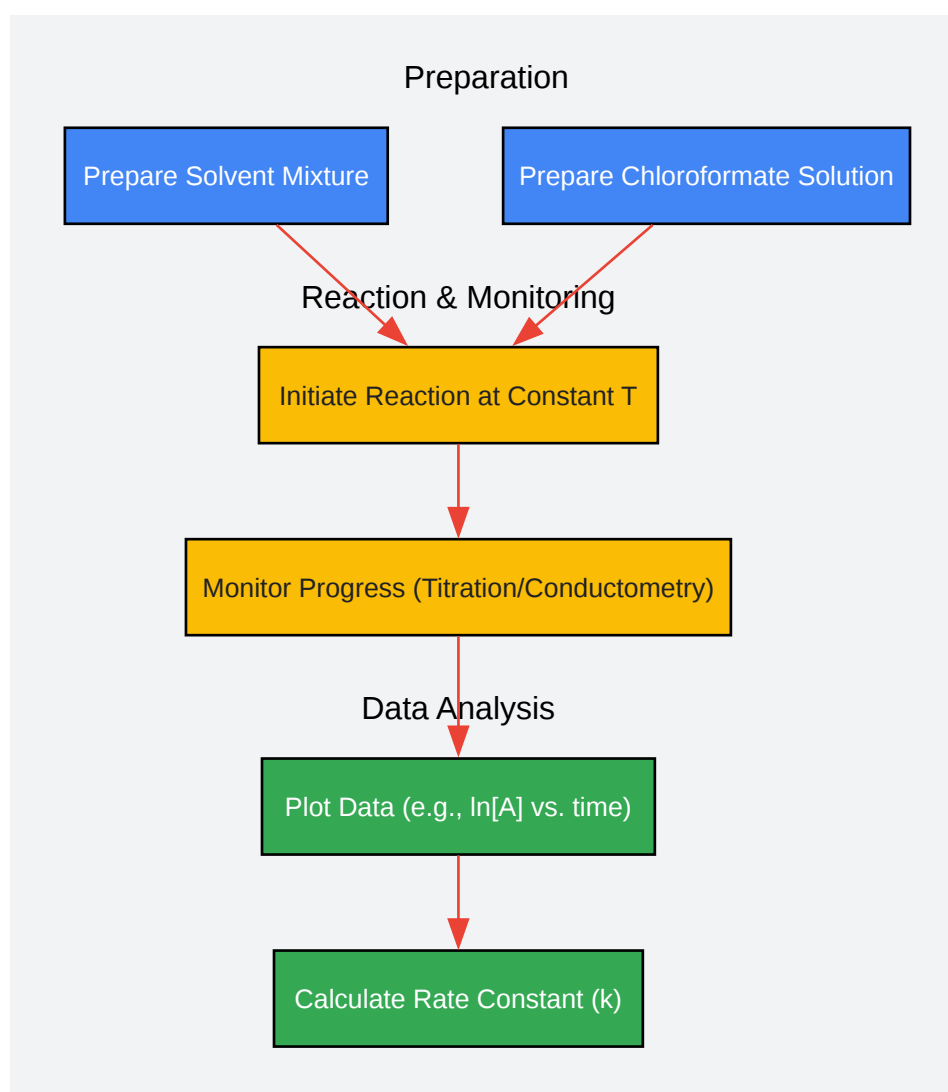 Preparation
Prepare Solvent Mixture
Prepare Chloroformate Solution
Reaction & Monitoring
Initiate Reaction at Constant T
Monitor Progress (Titration/Conductometry)
Data Analysis
Plot Data (e.g., ln[A] vs. time)
Calculate Rate Constant (k)